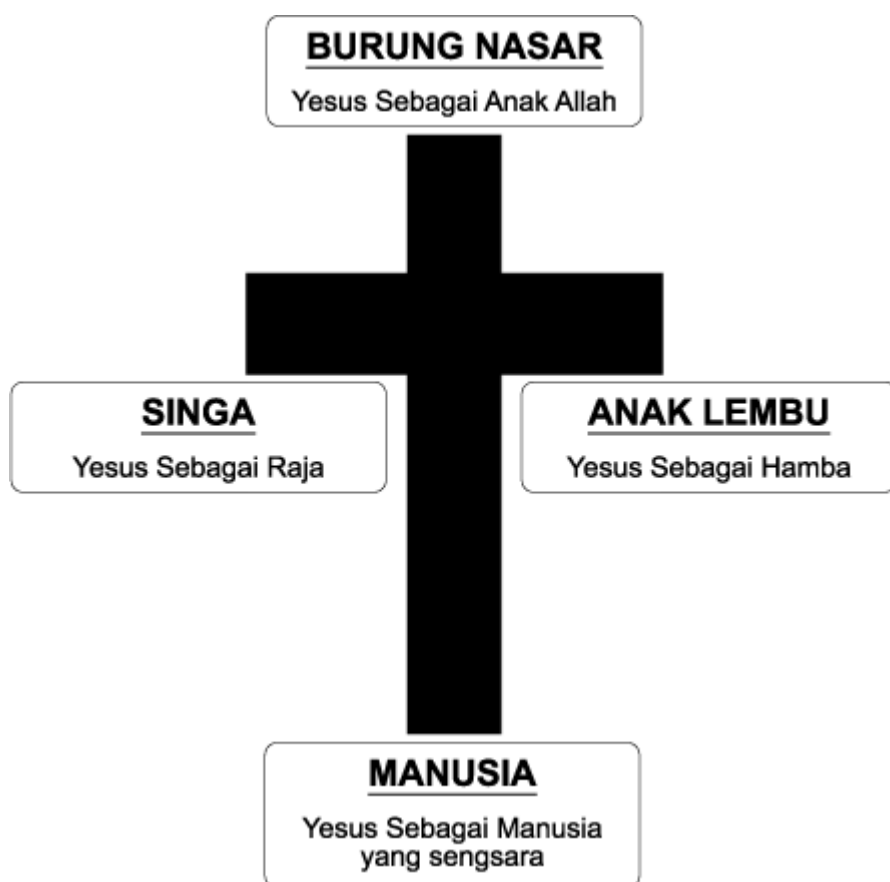 BURUNG NASAR
Yesus Sebagai Anak Allah
SINGA
Yesus Sebagai Raja
ANAK LEMBU
Yesus Sebagai Hamba
MANUSIA
Yesus Sebagai Manusia
yang sengsara